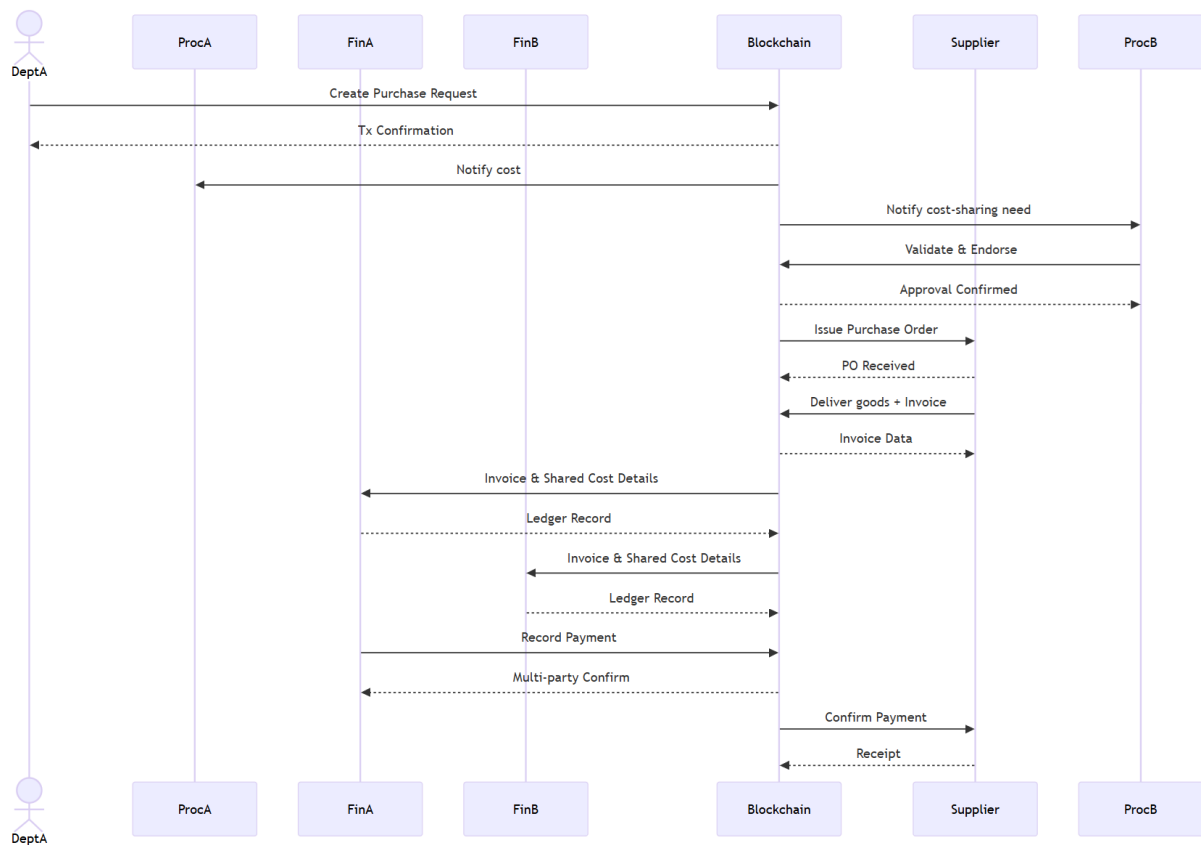 ProcA
FinA
FinB
Blockchain
Supplier
ProcB
DeptA
Create Purchase Request
Tx Confirmation
Notify cost
Notify cost-sharing need
Validate & Endorse
Approval Confirmed
Issue Purchase Order
PO Received
Deliver goods + Invoice
Invoice Data
Invoice & Shared Cost Details
Ledger Record
Invoice & Shared Cost Details
Ledger Record
Record Payment
Multi-party Confirm
Confirm Payment
Receipt
ProcA
FinA
FinB
Blockchain
Supplier
ProcB
DeptA